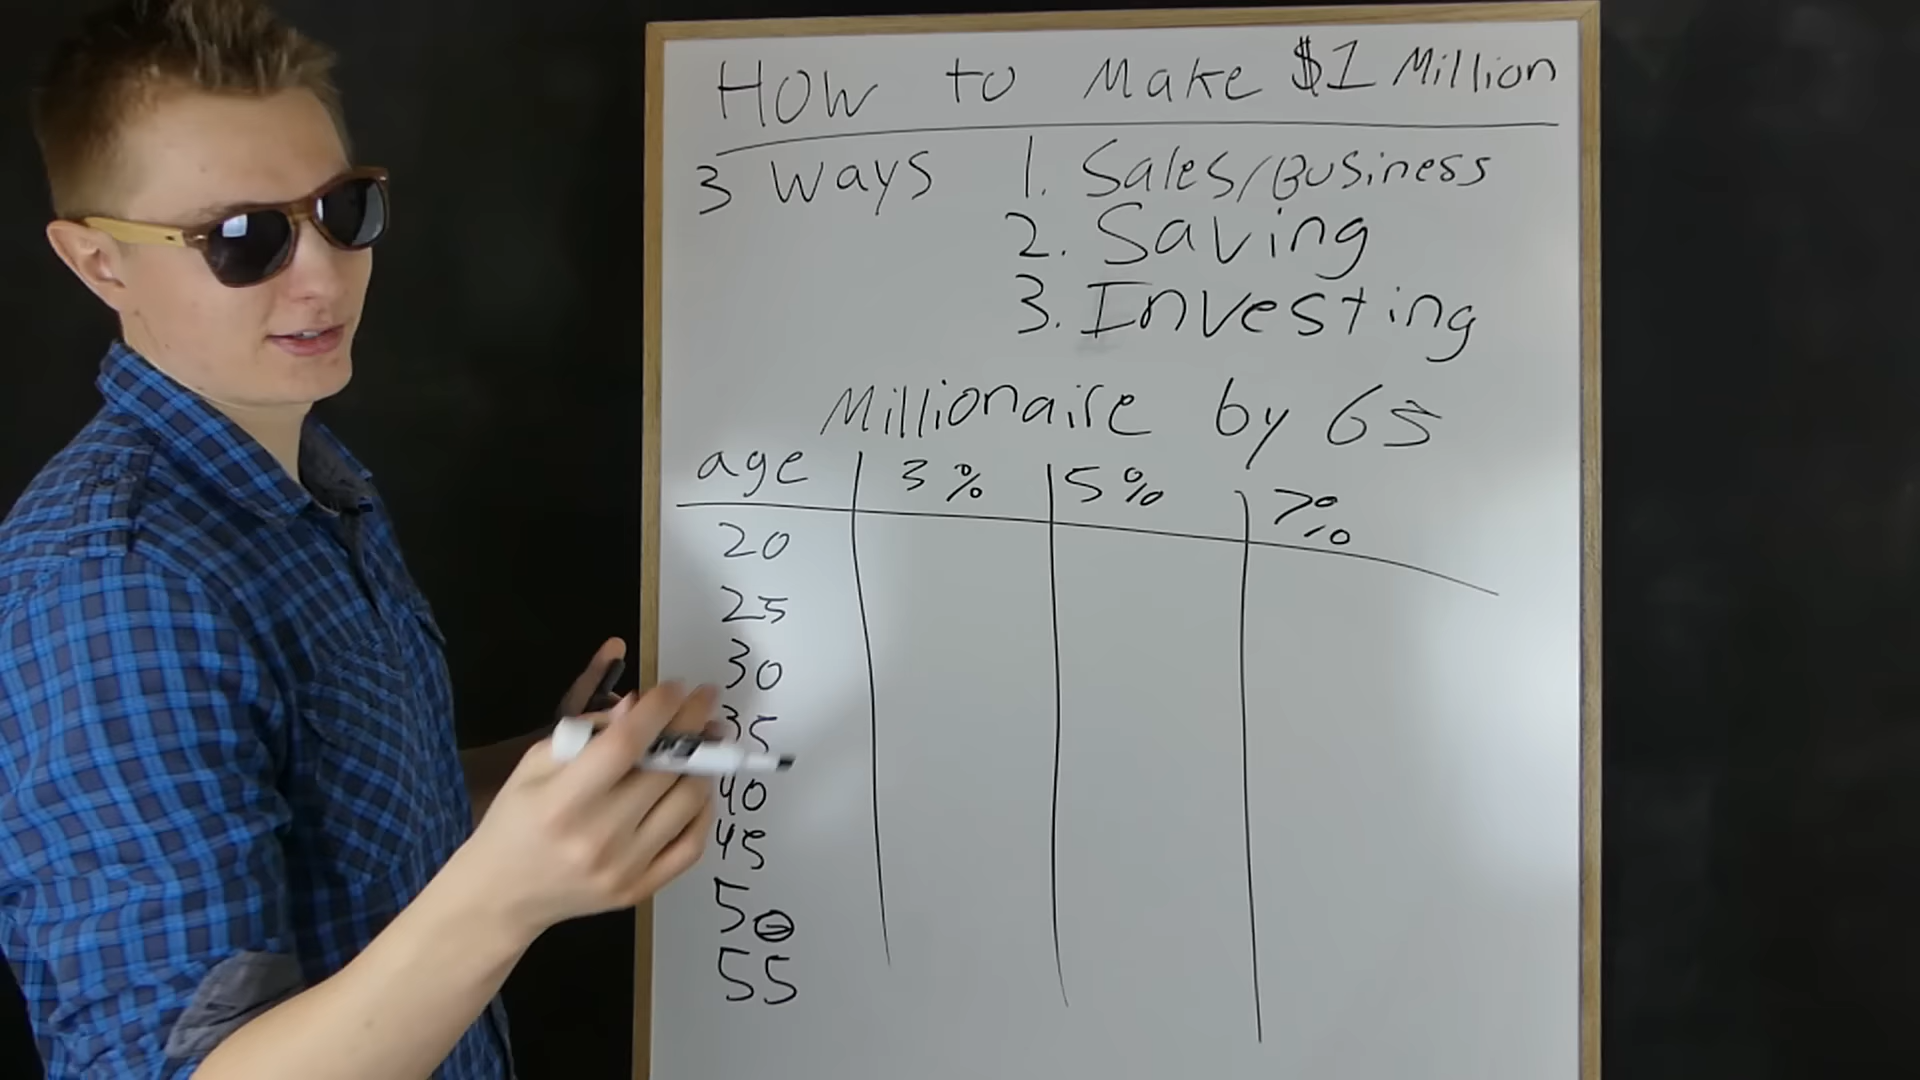 How to Make $1 Million
3 Ways 1. Sales/Business
2. Saving
3. Investing
Millionaire by 65
age 3% 5% 7%
20
25
30
35
40
45
50
55